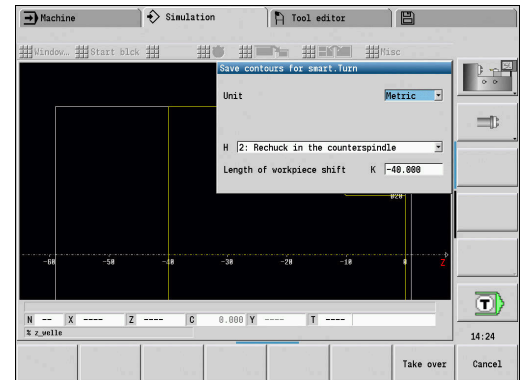 Machine Simulation Tool editor
Window... Start blck Misc
Save contours for smart.Turn
Unit Metric
H 2: Rechuck in the counterspindle
Length of workpiece shift K -40.000
ø20
-60 -50 -40 -30 -20 -10 0 Z
N -- X ---- Z ---- C 0.000 Y ---- T ----
% z_welle
T
14:24
Take over Cancel